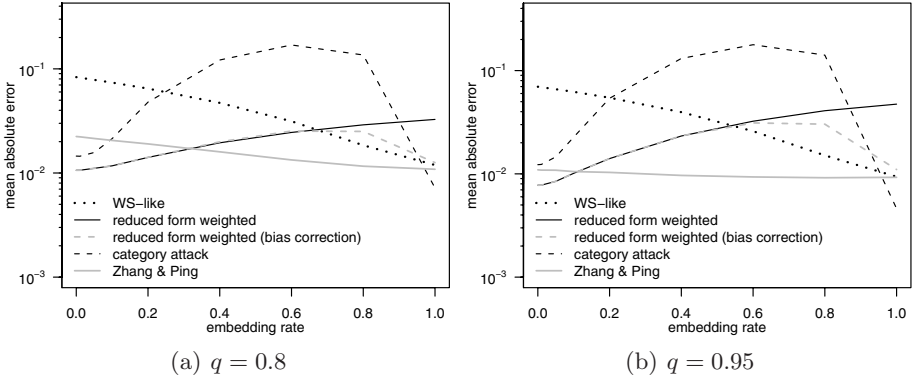 mean absolute error
10⁻¹
10⁻²
10⁻³
WS−like
reduced form weighted
reduced form weighted (bias correction)
category attack
Zhang & Ping
0.0 0.2 0.4 0.6 0.8 1.0
embedding rate
(a) q = 0.8
mean absolute error
10⁻¹
10⁻²
10⁻³
WS−like
reduced form weighted
reduced form weighted (bias correction)
category attack
Zhang & Ping
0.0 0.2 0.4 0.6 0.8 1.0
embedding rate
(b) q = 0.95